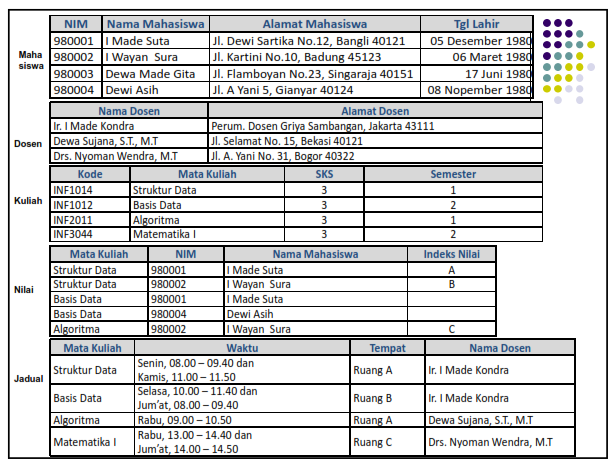 NIM Nama Mahasiswa Alamat Mahasiswa Tgl Lahir
Maha siswa
980001 I Made Suta Jl. Dewi Sartika No.12, Bangli 40121 05 Desember 1980
980002 I Wayan Sura Jl. Kartini No.10, Badung 45123 06 Maret 1980
980003 Dewa Made Gita Jl. Flamboyan No.23, Singaraja 40151 17 Juni 1980
980004 Dewi Asih Jl. A Yani 5, Gianyar 40124 08 Nopember 1980
Dosen
Nama Dosen Alamat Dosen
Ir. I Made Kondra Perum. Dosen Griya Sambangan, Jakarta 43111
Dewa Sujana, S.T., M.T Jl. Selamat No. 15, Bekasi 40121
Drs. Nyoman Wendra, M.T Jl. A. Yani No. 31, Bogor 40322
Kuliah
Kode Mata Kuliah SKS Semester
INF1014 Struktur Data 3 1
INF1012 Basis Data 3 2
INF2011 Algoritma 3 1
INF3044 Matematika I 3 2
Nilai
Mata Kuliah NIM Nama Mahasiswa Indeks Nilai
Struktur Data 980001 I Made Suta A
Struktur Data 980002 I Wayan Sura B
Basis Data 980001 I Made Suta
Basis Data 980004 Dewi Asih
Algoritma 980002 I Wayan Sura C
Jadual
Mata Kuliah Waktu Tempat Nama Dosen
Struktur Data Senin, 08.00 – 09.40 dan
Kamis, 11.00 – 11.50 Ruang A Ir. I Made Kondra
Basis Data Selasa, 10.00 – 11.40 dan
Jum'at, 08.00 – 09.40 Ruang B Ir. I Made Kondra
Algoritma Rabu, 09.00 – 10.50 Ruang A Dewa Sujana, S.T., M.T
Matematika I Rabu, 13.00 – 14.40 dan
Jum'at, 14.00 – 14.50 Ruang C Drs. Nyoman Wendra, M.T